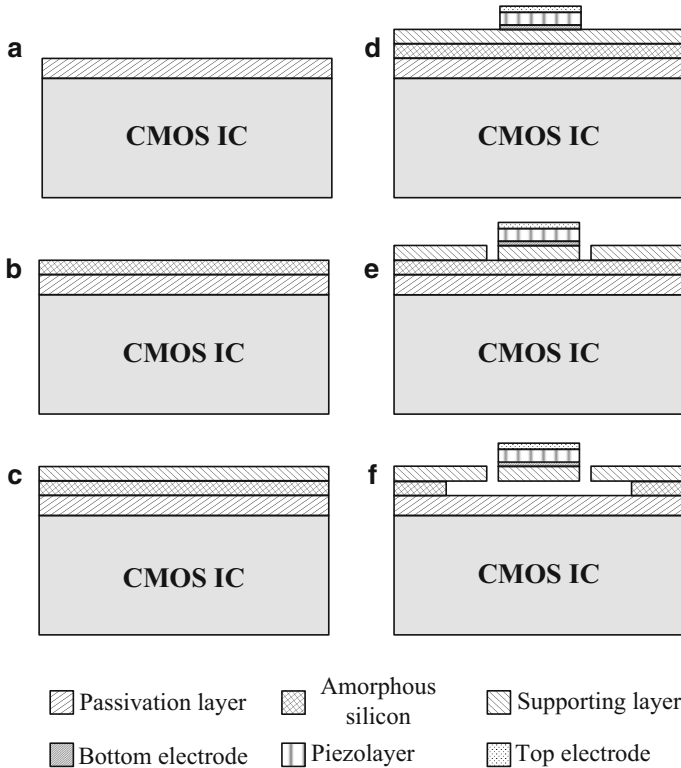 a
CMOS IC
b
CMOS IC
c
CMOS IC
d
CMOS IC
e
CMOS IC
f
CMOS IC
Passivation layer
Amorphous
silicon
Supporting layer
Bottom electrode
Piezolayer
Top electrode